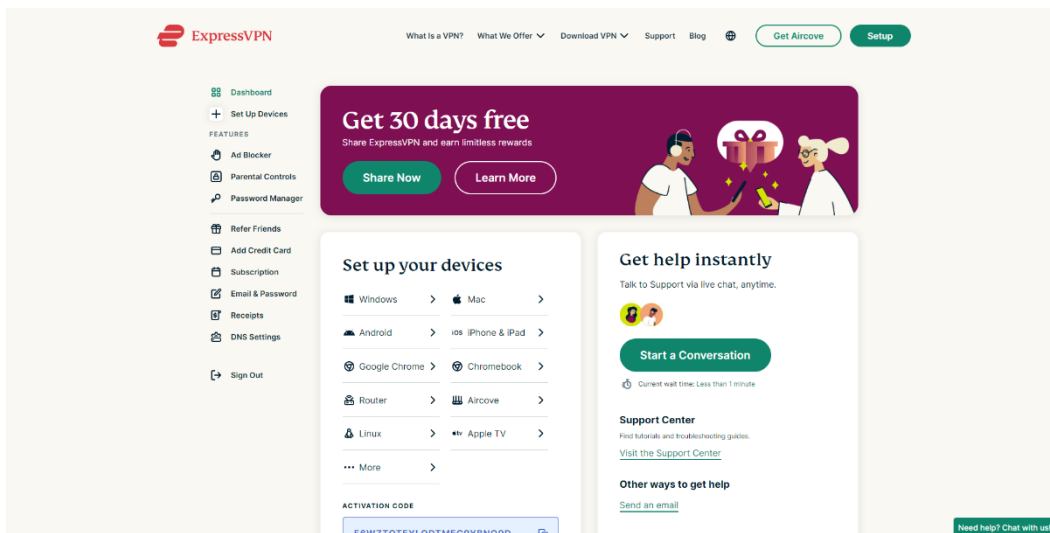 ExpressVPN
What Is a VPN? What We Offer Download VPN Support Blog Get Aircove Setup
Dashboard
Set Up Devices
FEATURES
Ad Blocker
Parental Controls
Password Manager
Refer Friends
Add Credit Card
Subscription
Email & Password
Receipts
DNS Settings
Sign Out
Get 30 days free
Share ExpressVPN and earn limitless rewards
Share Now Learn More
Set up your devices
Windows Mac
Android iOS iPhone & iPad
Google Chrome Chromebook
Router Aircove
Linux tv Apple TV
More
ACTIVATION CODE
Get help instantly
Talk to Support via live chat, anytime.
Start a Conversation
Current wait time: Less than 1 minute
Support Center
Find tutorials and troubleshooting guides.
Visit the Support Center
Other ways to get help
Send an email
Need help? Chat with us!